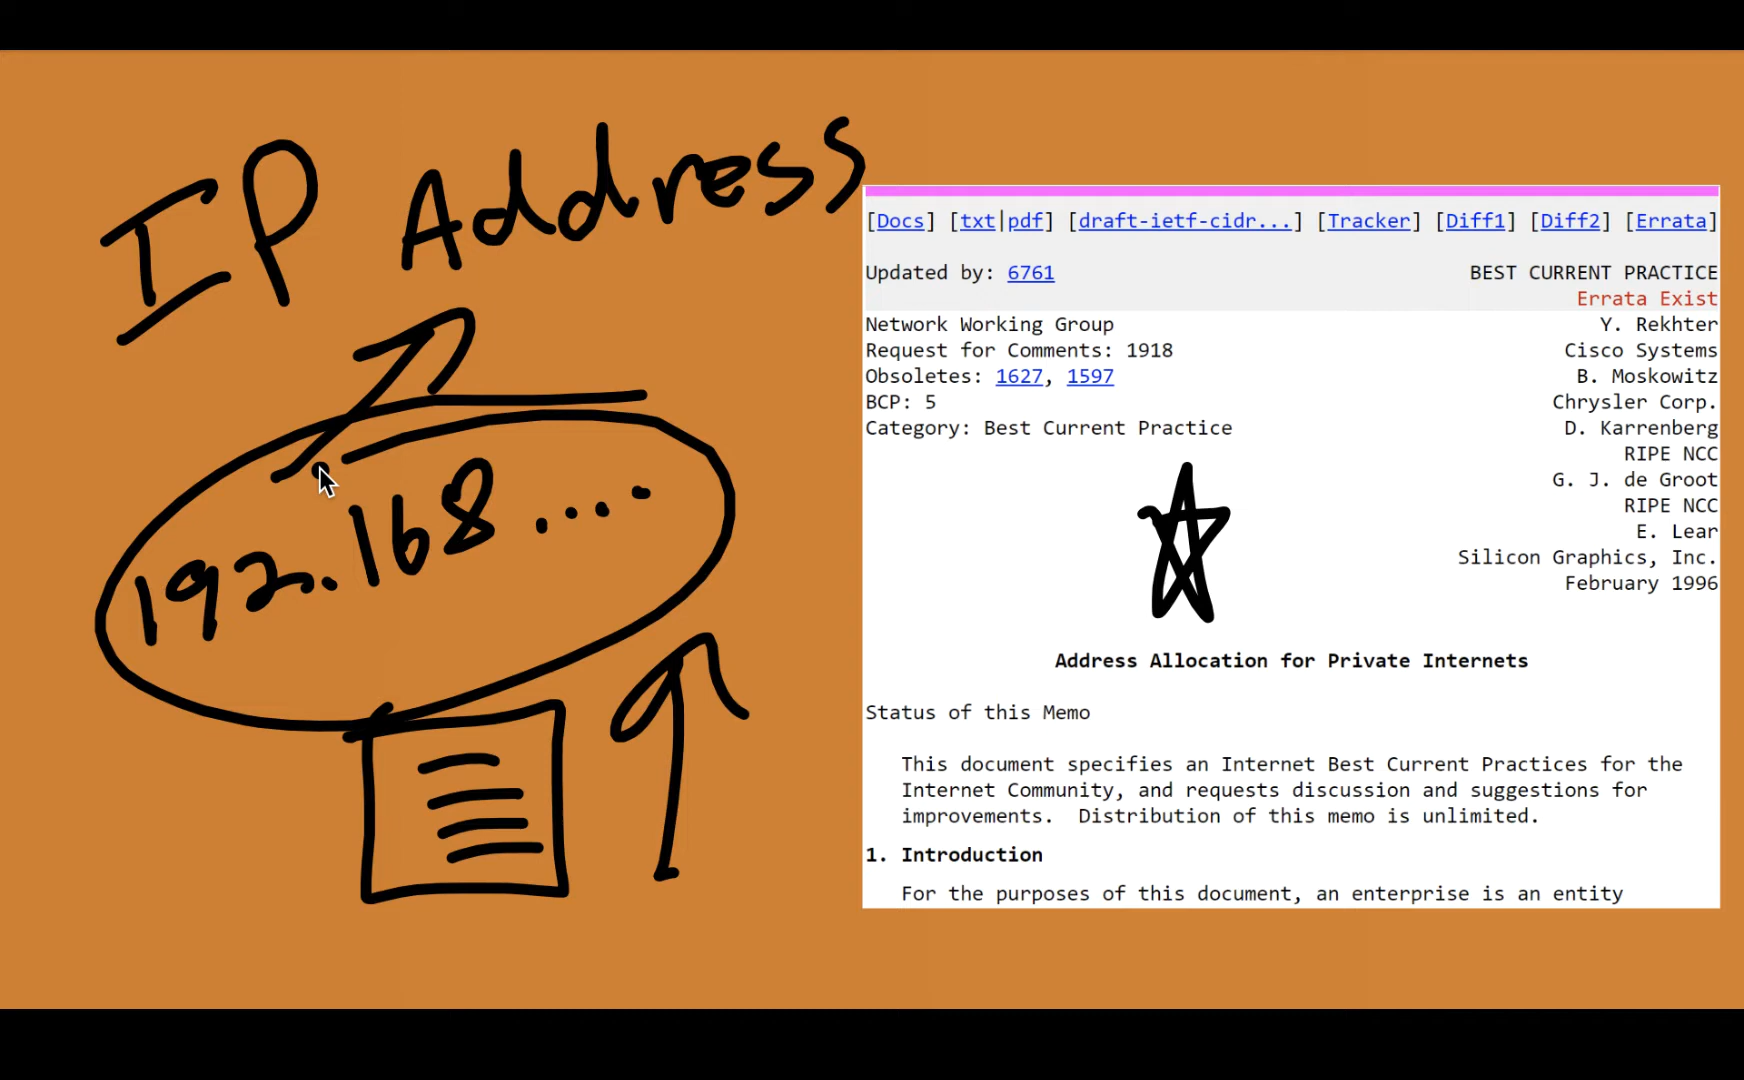 IP Address
192.168....
[Docs] [txt|pdf] [draft-ietf-cidr...] [Tracker] [Diff1] [Diff2] [Errata]
Updated by: 6761 BEST CURRENT PRACTICE
Errata Exist
Network Working Group Y. Rekhter
Request for Comments: 1918 Cisco Systems
Obsoletes: 1627, 1597 B. Moskowitz
BCP: 5 Chrysler Corp.
Category: Best Current Practice D. Karrenberg
RIPE NCC
G. J. de Groot
RIPE NCC
E. Lear
Silicon Graphics, Inc.
February 1996
Address Allocation for Private Internets
Status of this Memo
This document specifies an Internet Best Current Practices for the
Internet Community, and requests discussion and suggestions for
improvements. Distribution of this memo is unlimited.
1. Introduction
For the purposes of this document, an enterprise is an entity